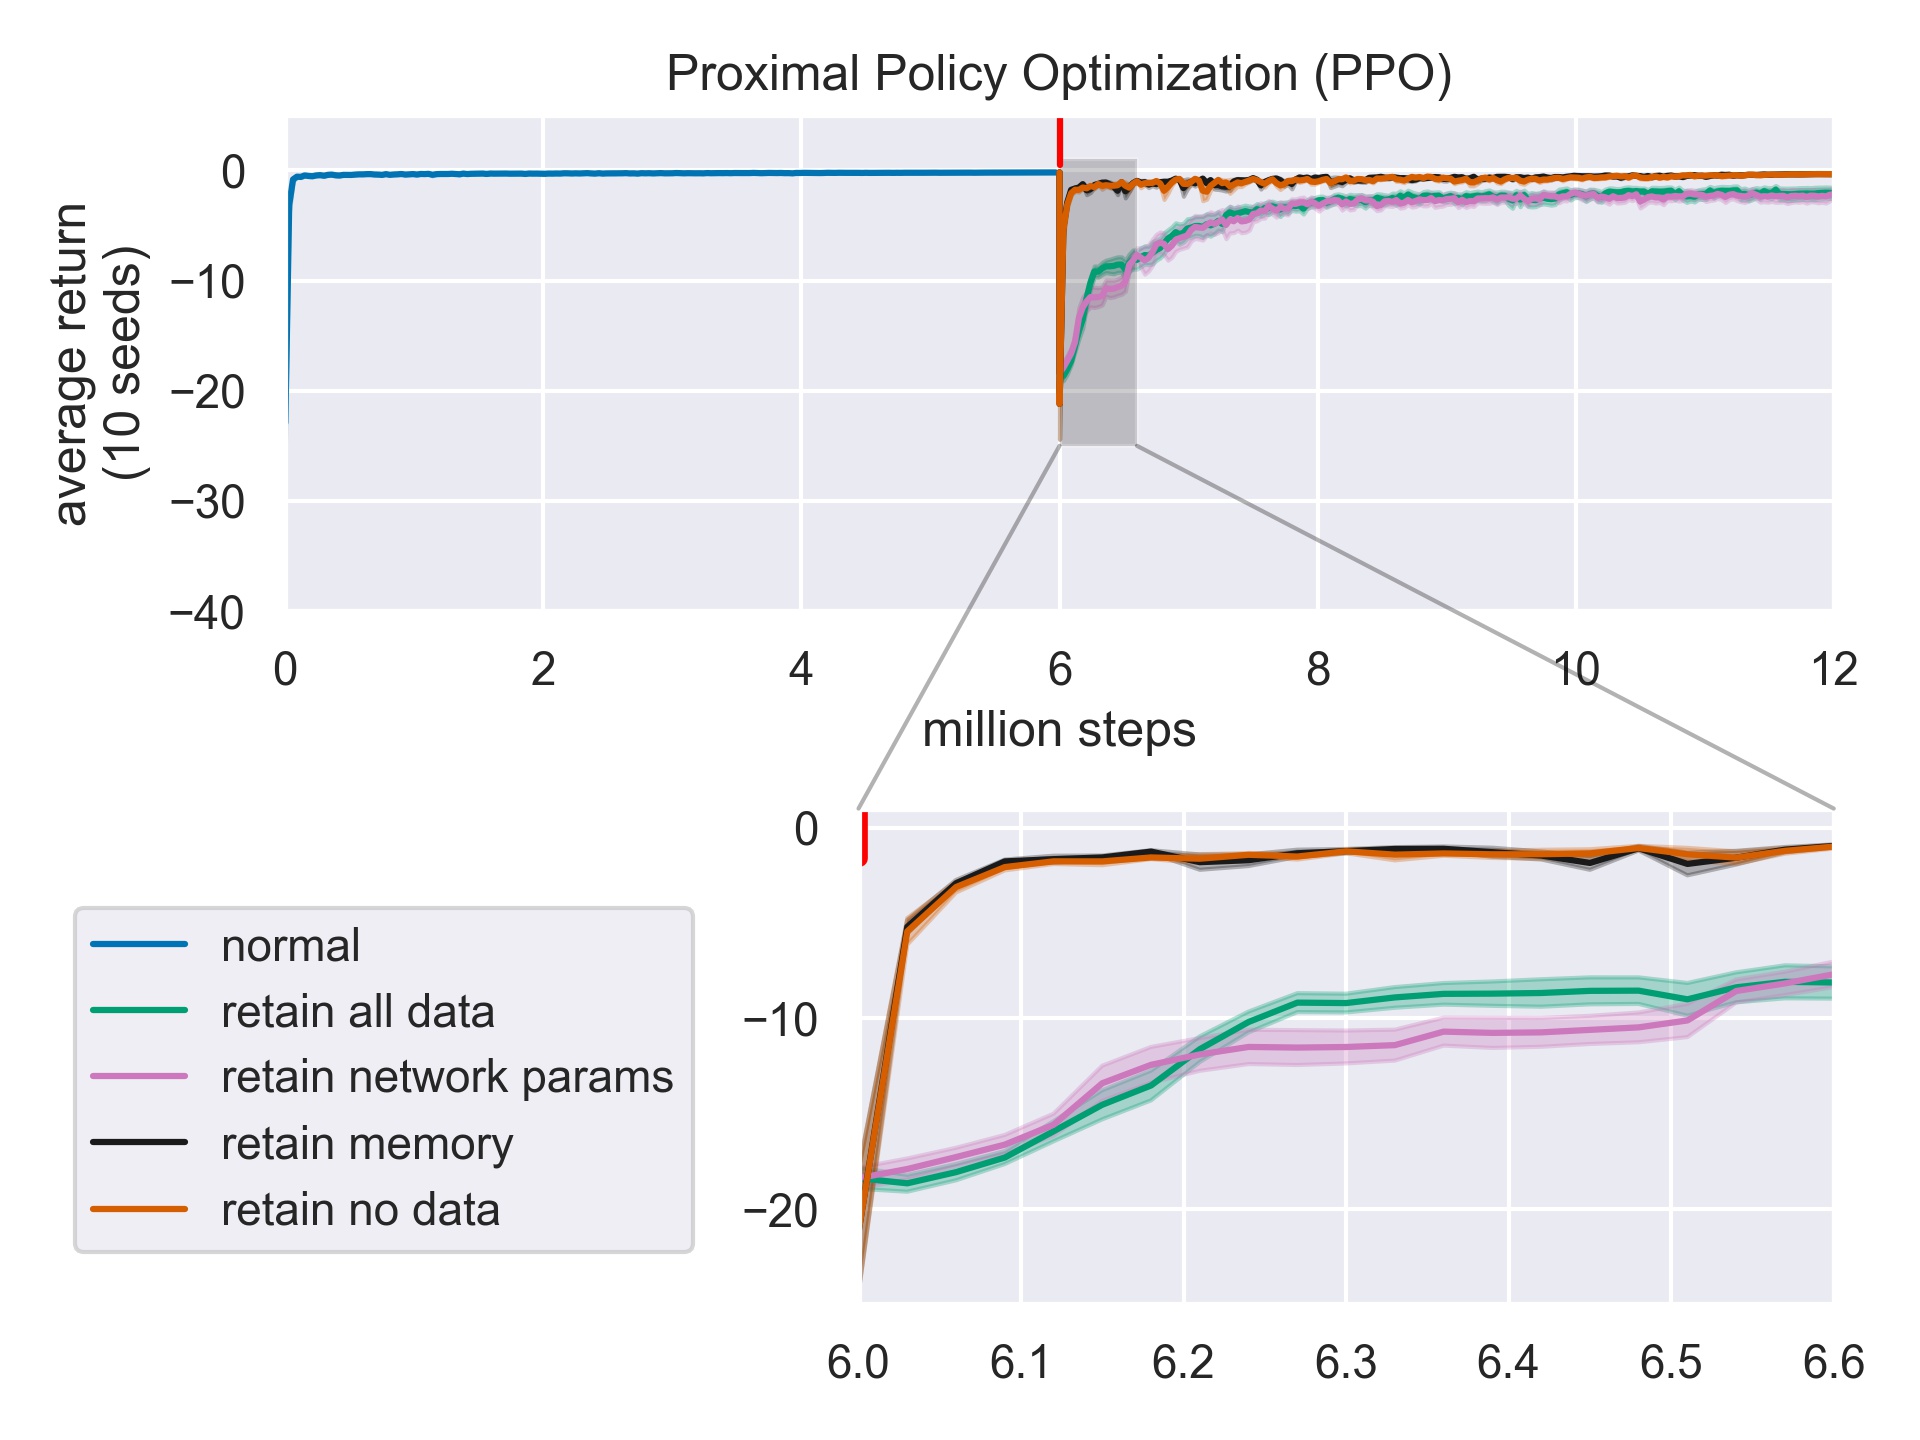 Proximal Policy Optimization (PPO)
average return
(10 seeds)
0
−10
−20
−30
−40
0 2 4 6 8 10 12
million steps
normal
retain all data
retain network params
retain memory
retain no data
0
−10
−20
6.0 6.1 6.2 6.3 6.4 6.5 6.6